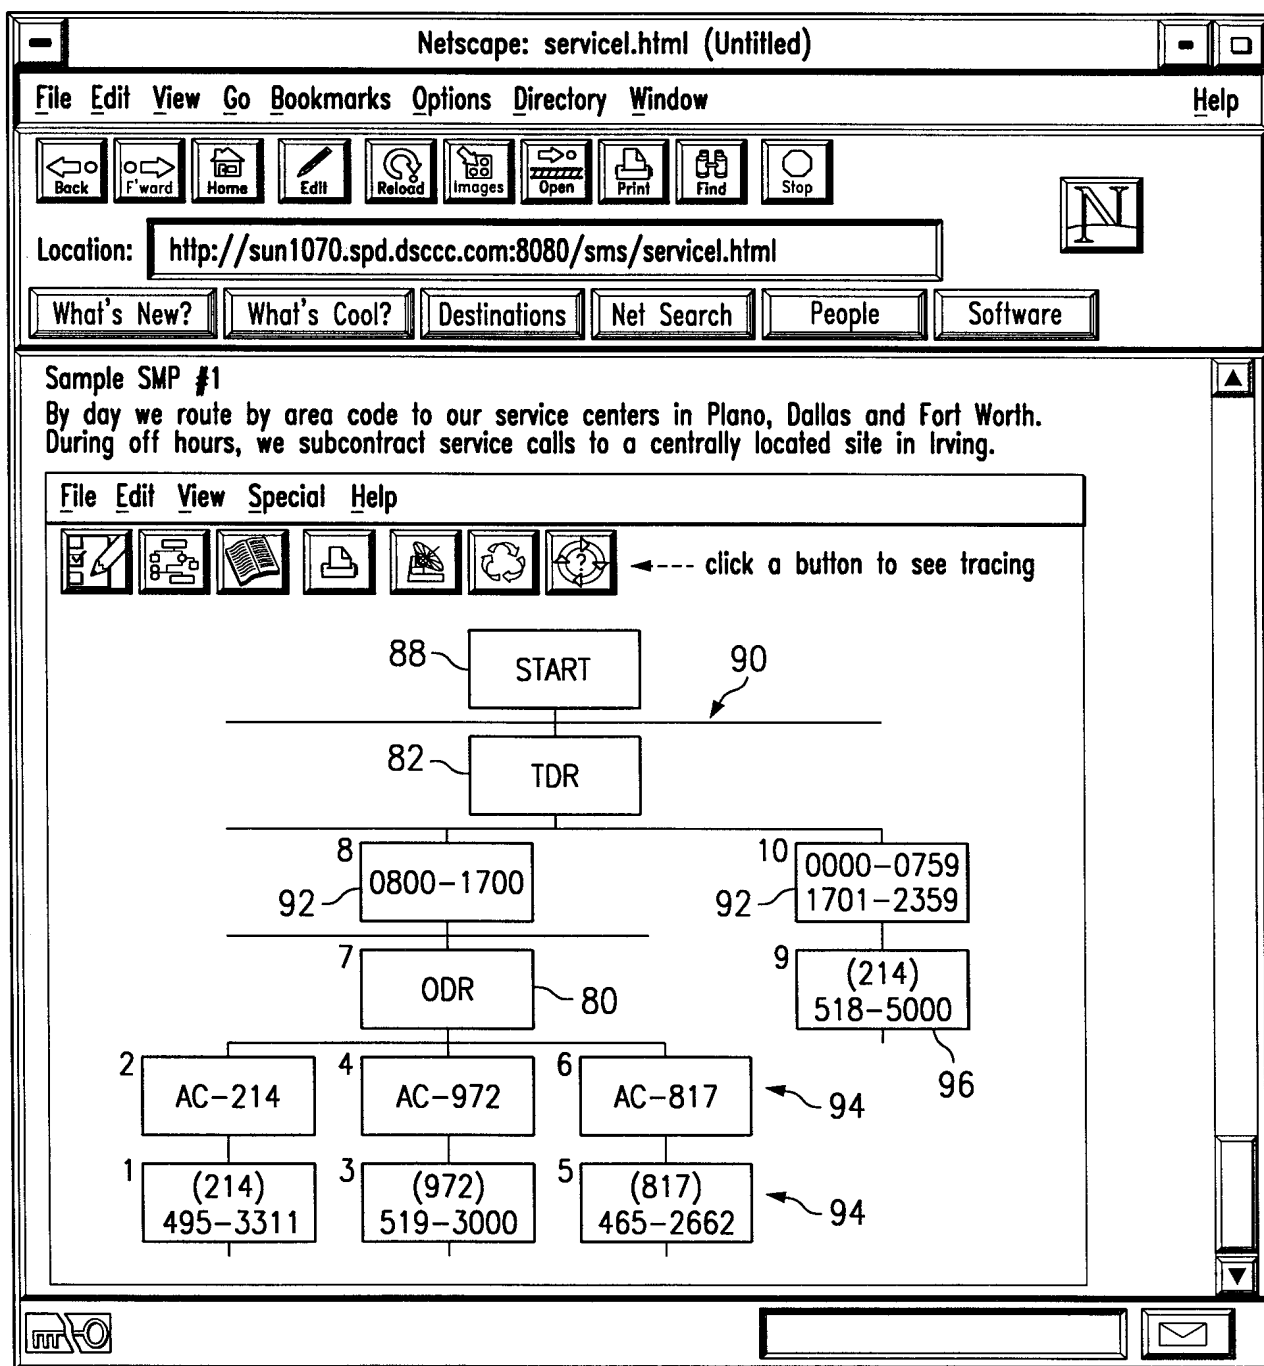 Netscape: servicel.html (Untitled)
File Edit View Go Bookmarks Options Directory Window Help
Back F'ward Home Edit Reload Images Open Print Find Stop
N
Location: http://sun1070.spd.dsccc.com:8080/sms/servicel.html
What's New? What's Cool? Destinations Net Search People Software
Sample SMP #1
By day we route by area code to our service centers in Plano, Dallas and Fort Worth.
During off hours, we subcontract service calls to a centrally located site in Irving.
File Edit View Special Help
? click a button to see tracing
88 START 90
82 TDR
8 0800-1700 92
10 0000-0759
1701-2359 92
7 ODR 80
9 (214)
518-5000 96
2 AC-214 4 AC-972 6 AC-817 94
1 (214) 3 (972) 5 (817)
495-3311 519-3000 465-2662 94